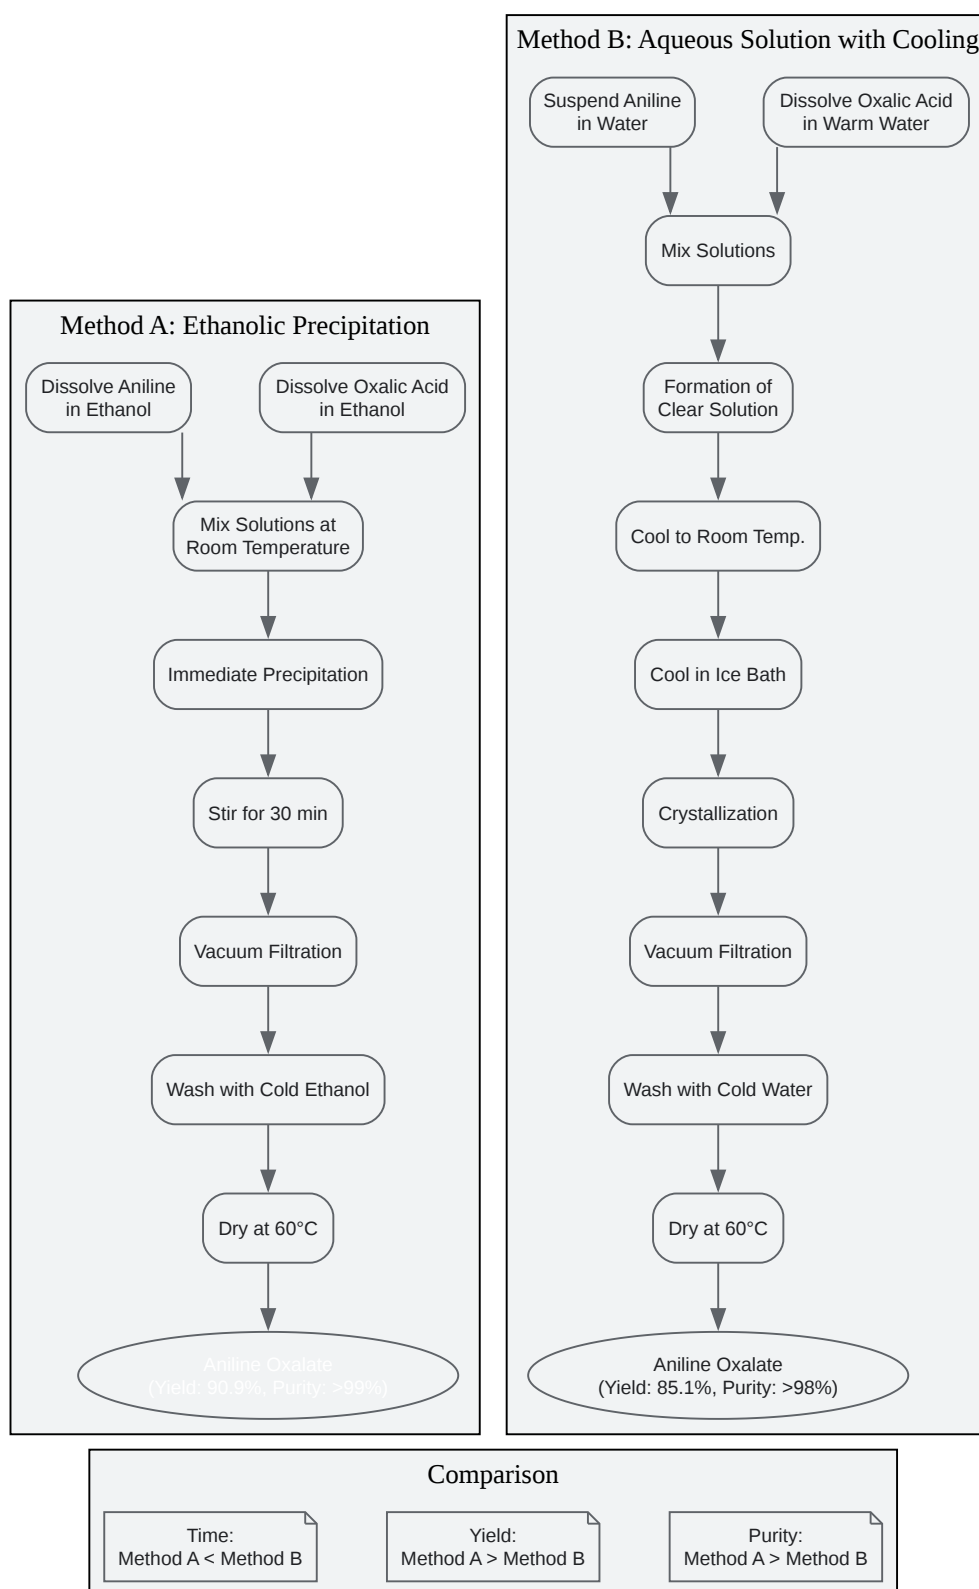 Method B: Aqueous Solution with Cooling
Suspend Aniline
in Water
Dissolve Oxalic Acid
in Warm Water
Mix Solutions
Formation of
Clear Solution
Cool to Room Temp.
Cool in Ice Bath
Crystallization
Vacuum Filtration
Wash with Cold Water
Dry at 60°C
Aniline Oxalate
(Yield: 85.1%, Purity: >98%)
Method A: Ethanolic Precipitation
Dissolve Aniline
in Ethanol
Dissolve Oxalic Acid
in Ethanol
Mix Solutions at
Room Temperature
Immediate Precipitation
Stir for 30 min
Vacuum Filtration
Wash with Cold Ethanol
Dry at 60°C
Aniline Oxalate
(Yield: 90.9%, Purity: >99%)
Comparison
Time:
Method A < Method B
Yield:
Method A > Method B
Purity:
Method A > Method B